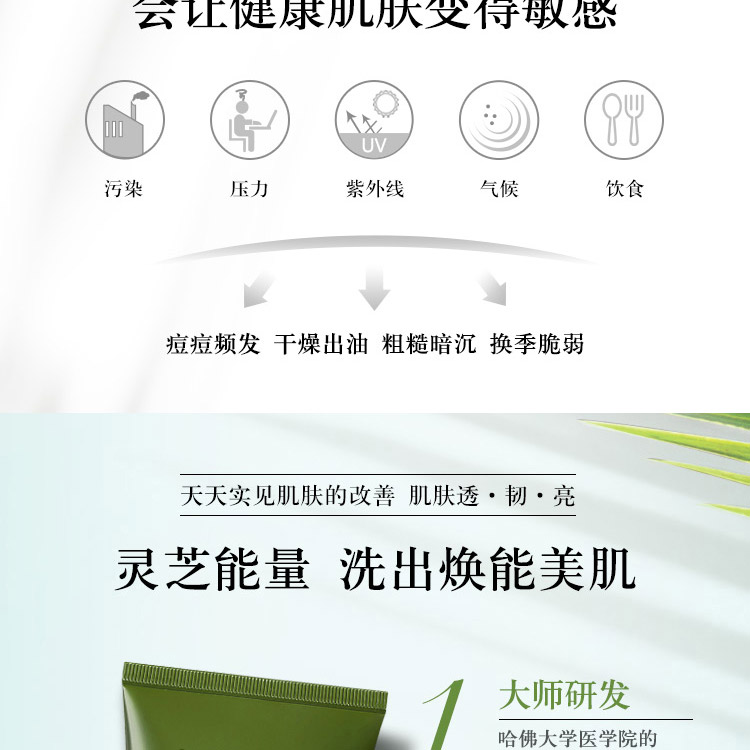 会让健康肌肤变得敏感
UV
污染 压力 紫外线 气候 饮食
痘痘频发 干燥出油 粗糙暗沉 换季脆弱
天天实见肌肤的改善 肌肤透·韧·亮
灵芝能量 洗出焕能美肌
1 大师研发
哈佛大学医学院的